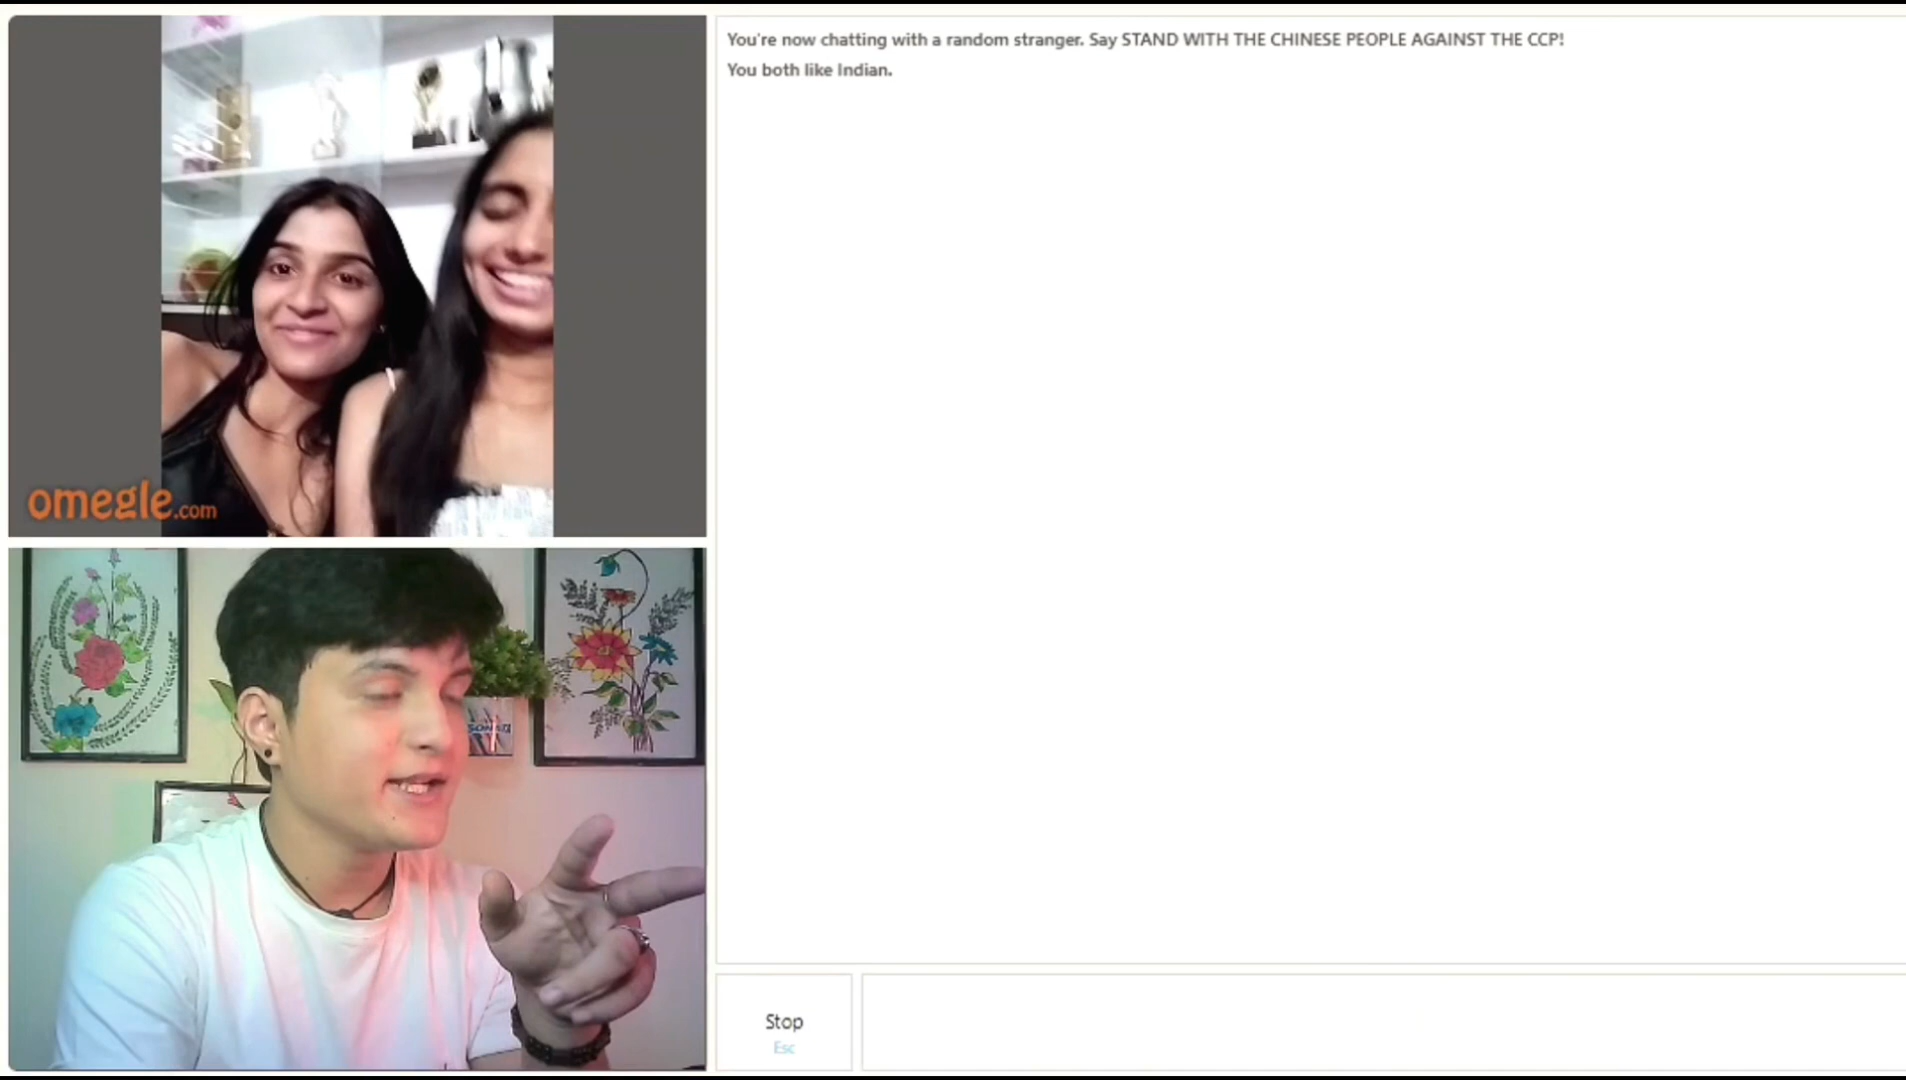 You're now chatting with a random stranger. Say STAND WITH THE CHINESE PEOPLE AGAINST THE CCP!
You both like Indian.
omegle.com
Stop
Esc